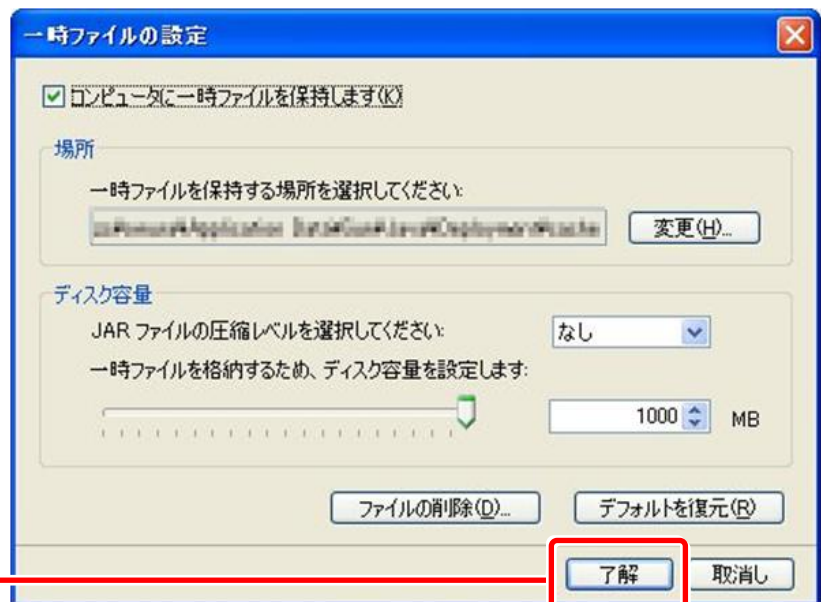 一時ファイルの設定
コンピュータに一時ファイルを保持します(K)
場所
一時ファイルを保持する場所を選択してください:
変更(H)...
ディスク容量
JAR ファイルの圧縮レベルを選択してください:
なし
一時ファイルを格納するため、ディスク容量を設定します:
1000 MB
ファイルの削除(D)...
デフォルトを復元(R)
了解
取消し